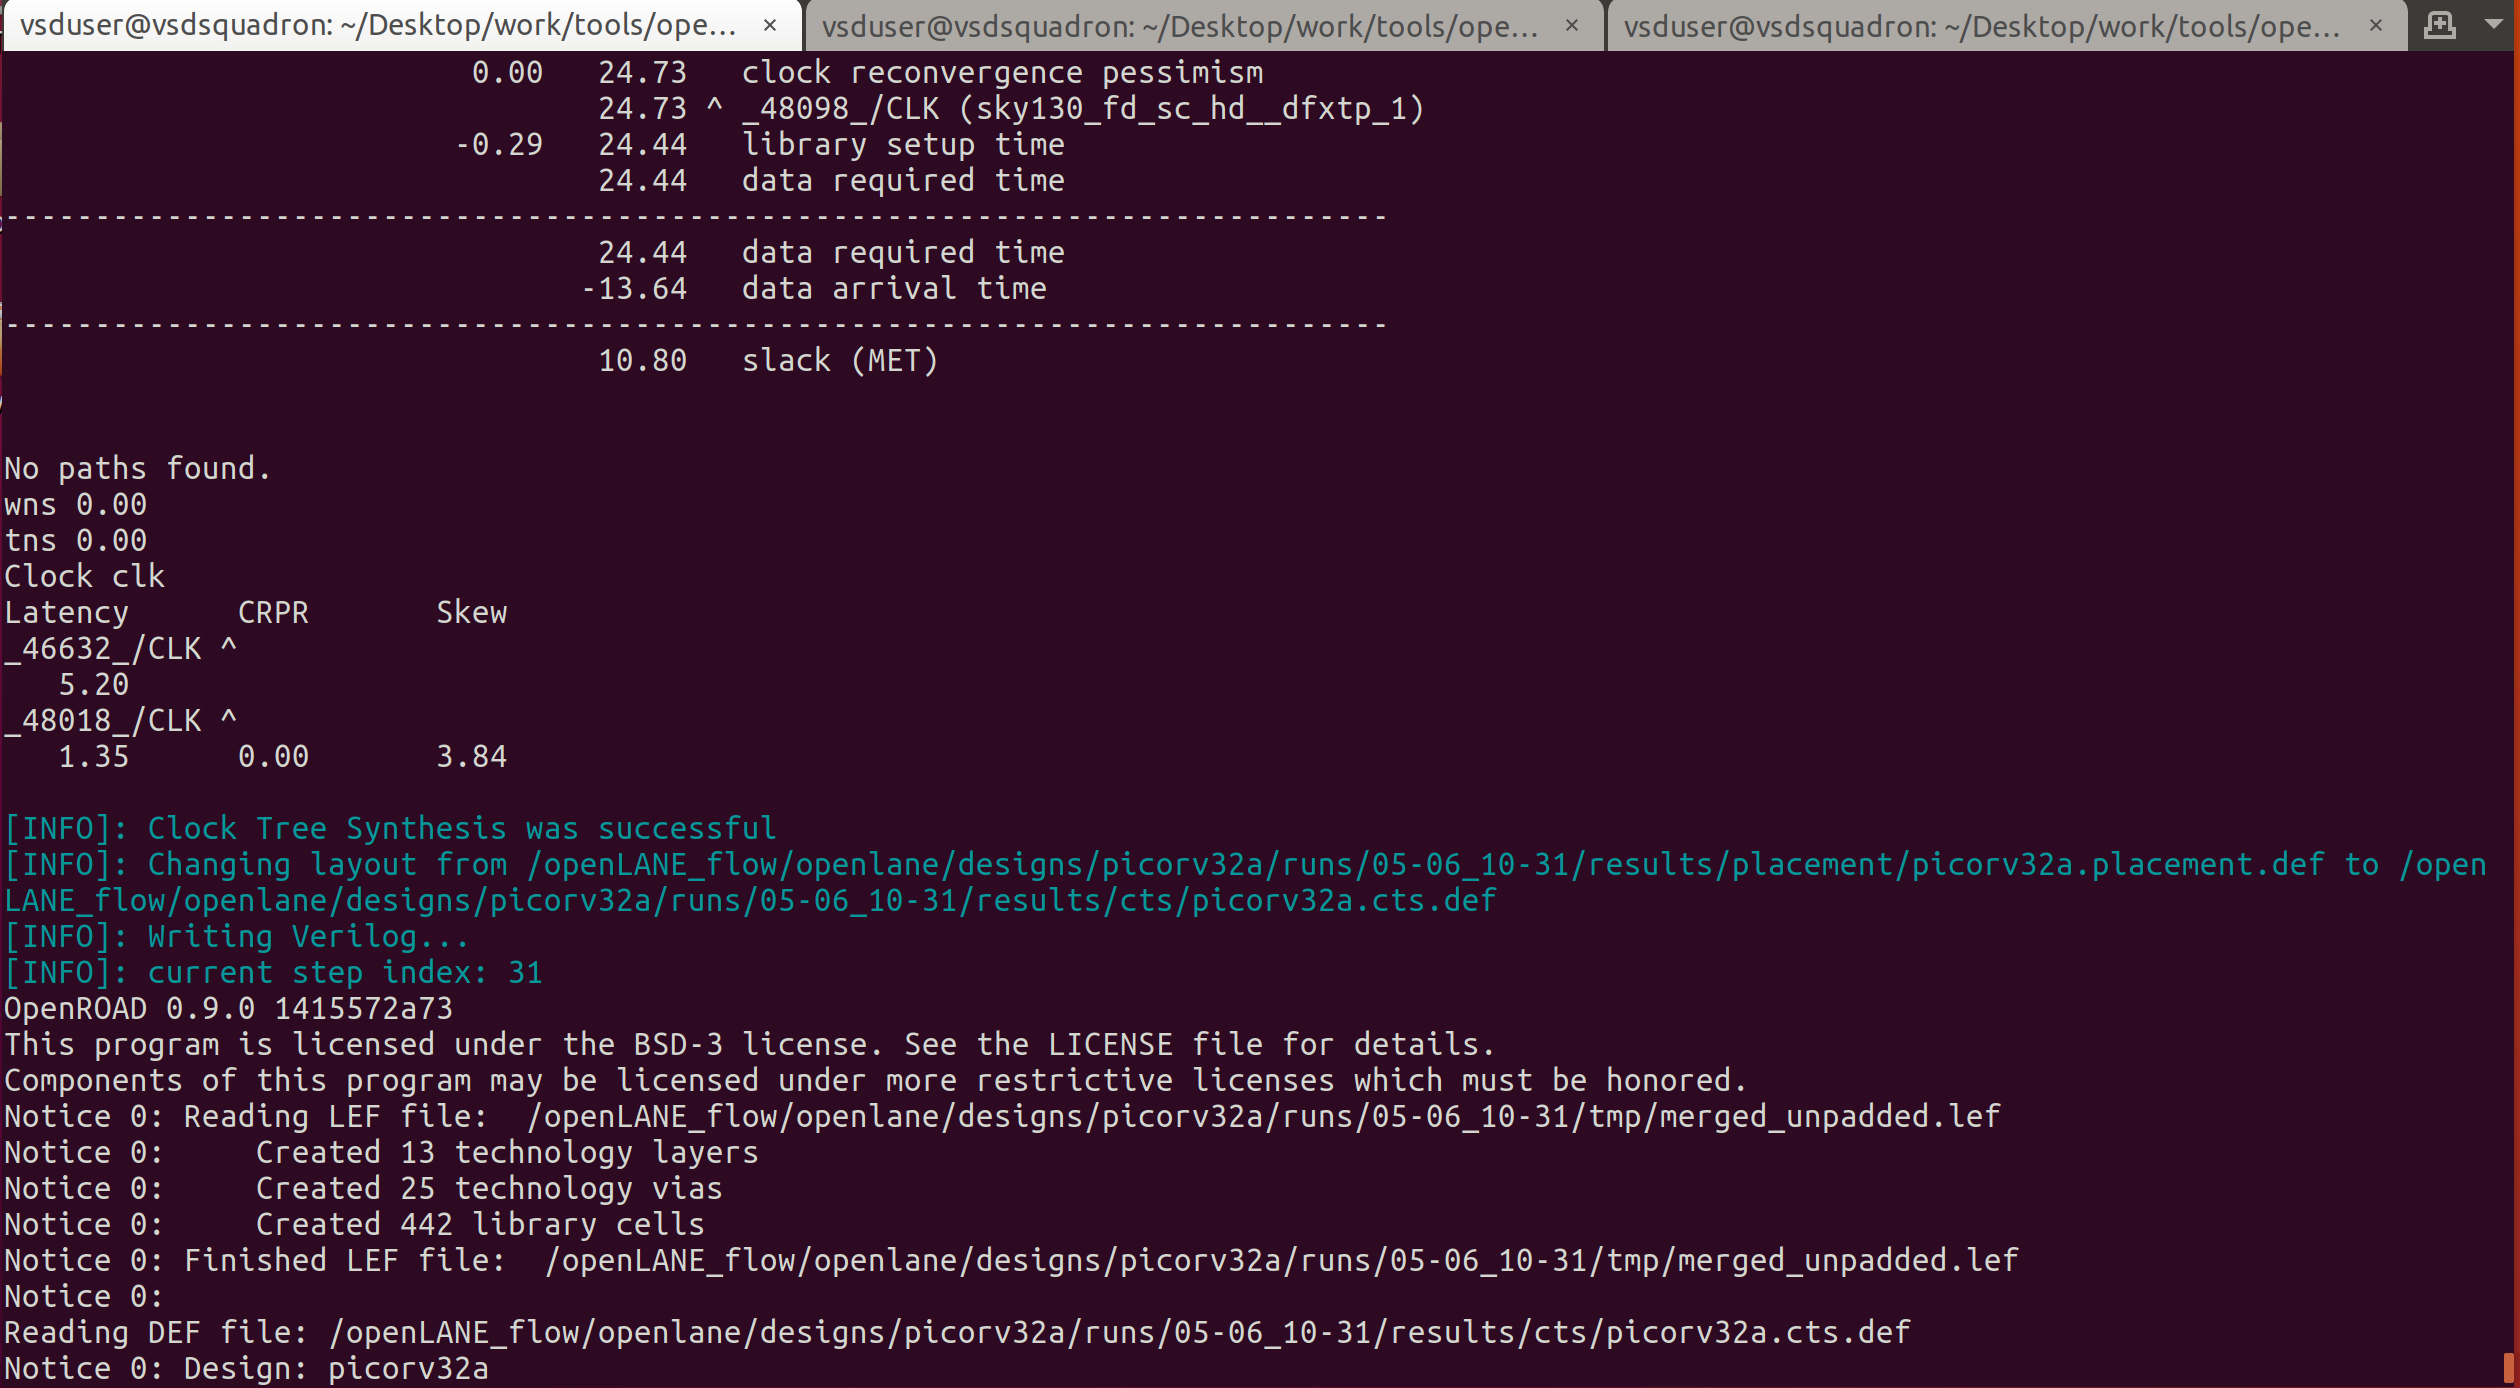 vsduser@vsdsquadron: ~/Desktop/work/tools/ope... × vsduser@vsdsquadron: ~/Desktop/work/tools/ope... × vsduser@vsdsquadron: ~/Desktop/work/tools/ope... ×
0.00 24.73 clock reconvergence pessimism
24.73 ^ _48098_/CLK (sky130_fd_sc_hd__dfxtp_1)
-0.29 24.44 library setup time
24.44 data required time
-----------------------------------------------------------------------------
24.44 data required time
-13.64 data arrival time
-----------------------------------------------------------------------------
10.80 slack (MET)
No paths found.
wns 0.00
tns 0.00
Clock clk
Latency CRPR Skew
_46632_/CLK ^
5.20
_48018_/CLK ^
1.35 0.00 3.84
[INFO]: Clock Tree Synthesis was successful
[INFO]: Changing layout from /openLANE_flow/openlane/designs/picorv32a/runs/05-06_10-31/results/placement/picorv32a.placement.def to /open
LANE_flow/openlane/designs/picorv32a/runs/05-06_10-31/results/cts/picorv32a.cts.def
[INFO]: Writing Verilog...
[INFO]: current step index: 31
OpenROAD 0.9.0 1415572a73
This program is licensed under the BSD-3 license. See the LICENSE file for details.
Components of this program may be licensed under more restrictive licenses which must be honored.
Notice 0: Reading LEF file:  /openLANE_flow/openlane/designs/picorv32a/runs/05-06_10-31/tmp/merged_unpadded.lef
Notice 0:     Created 13 technology layers
Notice 0:     Created 25 technology vias
Notice 0:     Created 442 library cells
Notice 0: Finished LEF file:  /openLANE_flow/openlane/designs/picorv32a/runs/05-06_10-31/tmp/merged_unpadded.lef
Notice 0:
Reading DEF file: /openLANE_flow/openlane/designs/picorv32a/runs/05-06_10-31/results/cts/picorv32a.cts.def
Notice 0: Design: picorv32a